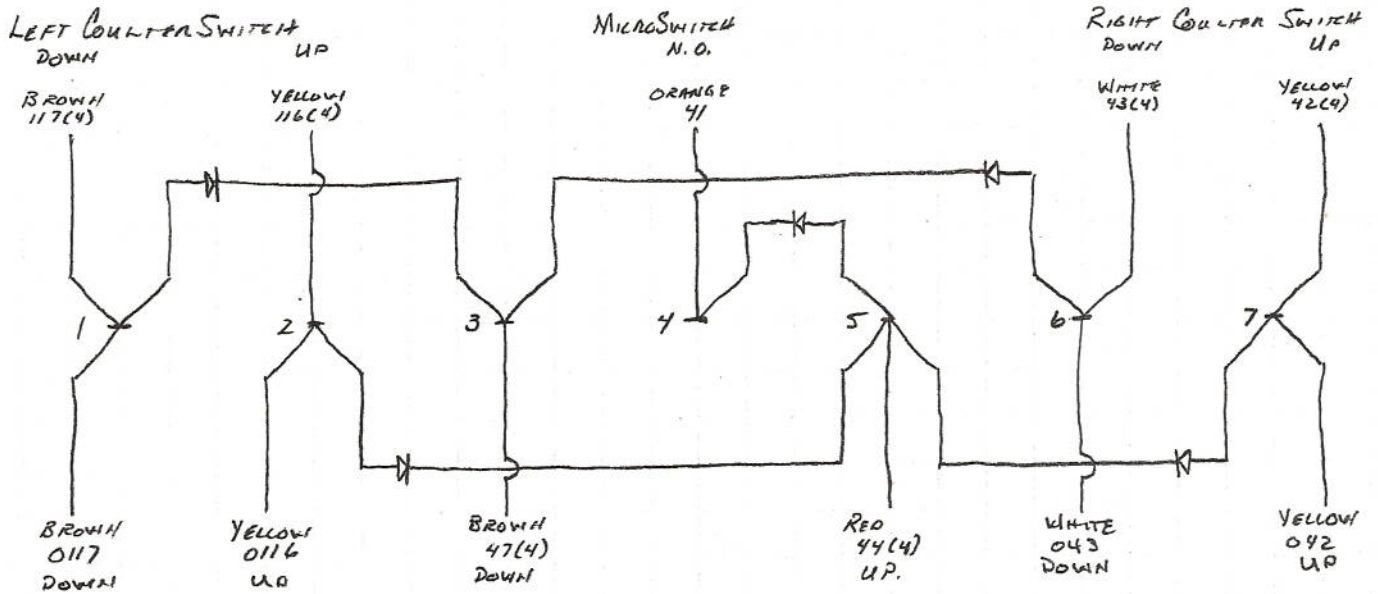 LEFT COULTER SWITCH
DOWN UP
BROWN
117(4)
YELLOW
116(4)
MICROSWITCH
N.O.
ORANGE
41
RIGHT COULTER SWITCH
DOWN UP
WHITE
43(4)
YELLOW
42(4)
1 2 3 4 5 6 7
BROWN
0117
DOWN
YELLOW
0116
UP
BROWN
47(4)
DOWN
RED
44(4)
UP.
WHITE
043
DOWN
YELLOW
042
UP